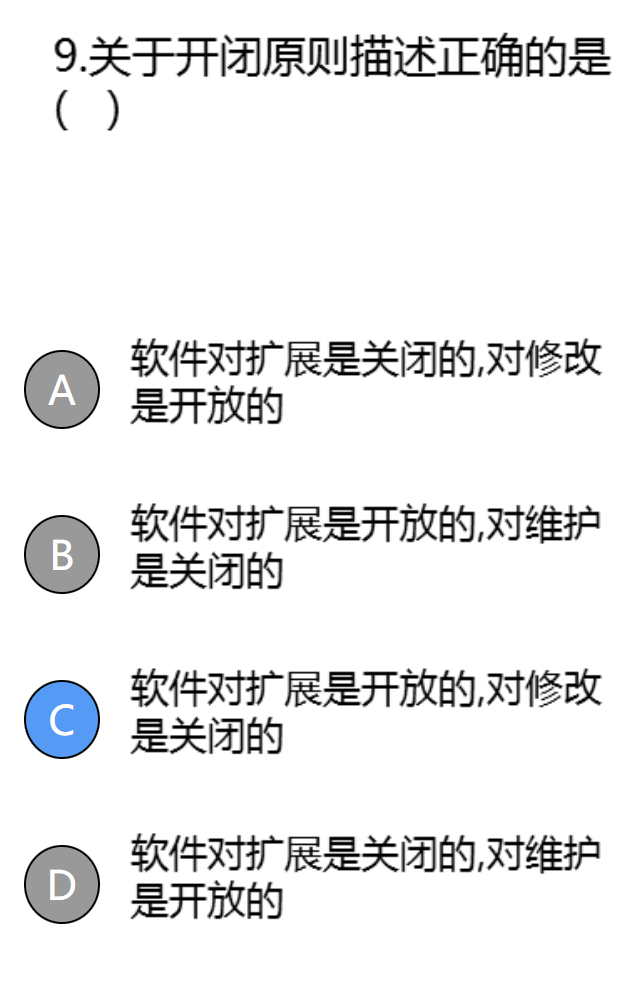 9.关于开闭原则描述正确的是
(   )
A
软件对扩展是关闭的,对修改
是开放的
B
软件对扩展是开放的,对维护
是关闭的
C
软件对扩展是开放的,对修改
是关闭的
D
软件对扩展是关闭的,对维护
是开放的